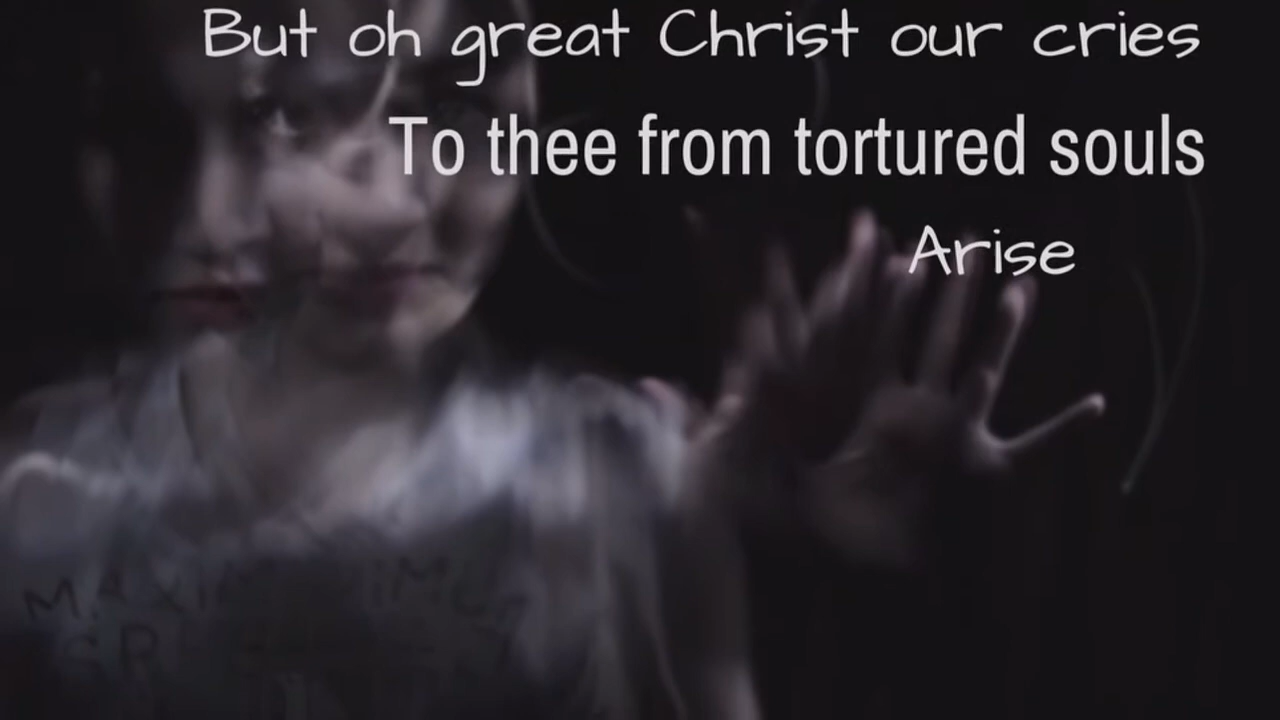 But oh great Christ our cries
To thee from tortured souls
Arise